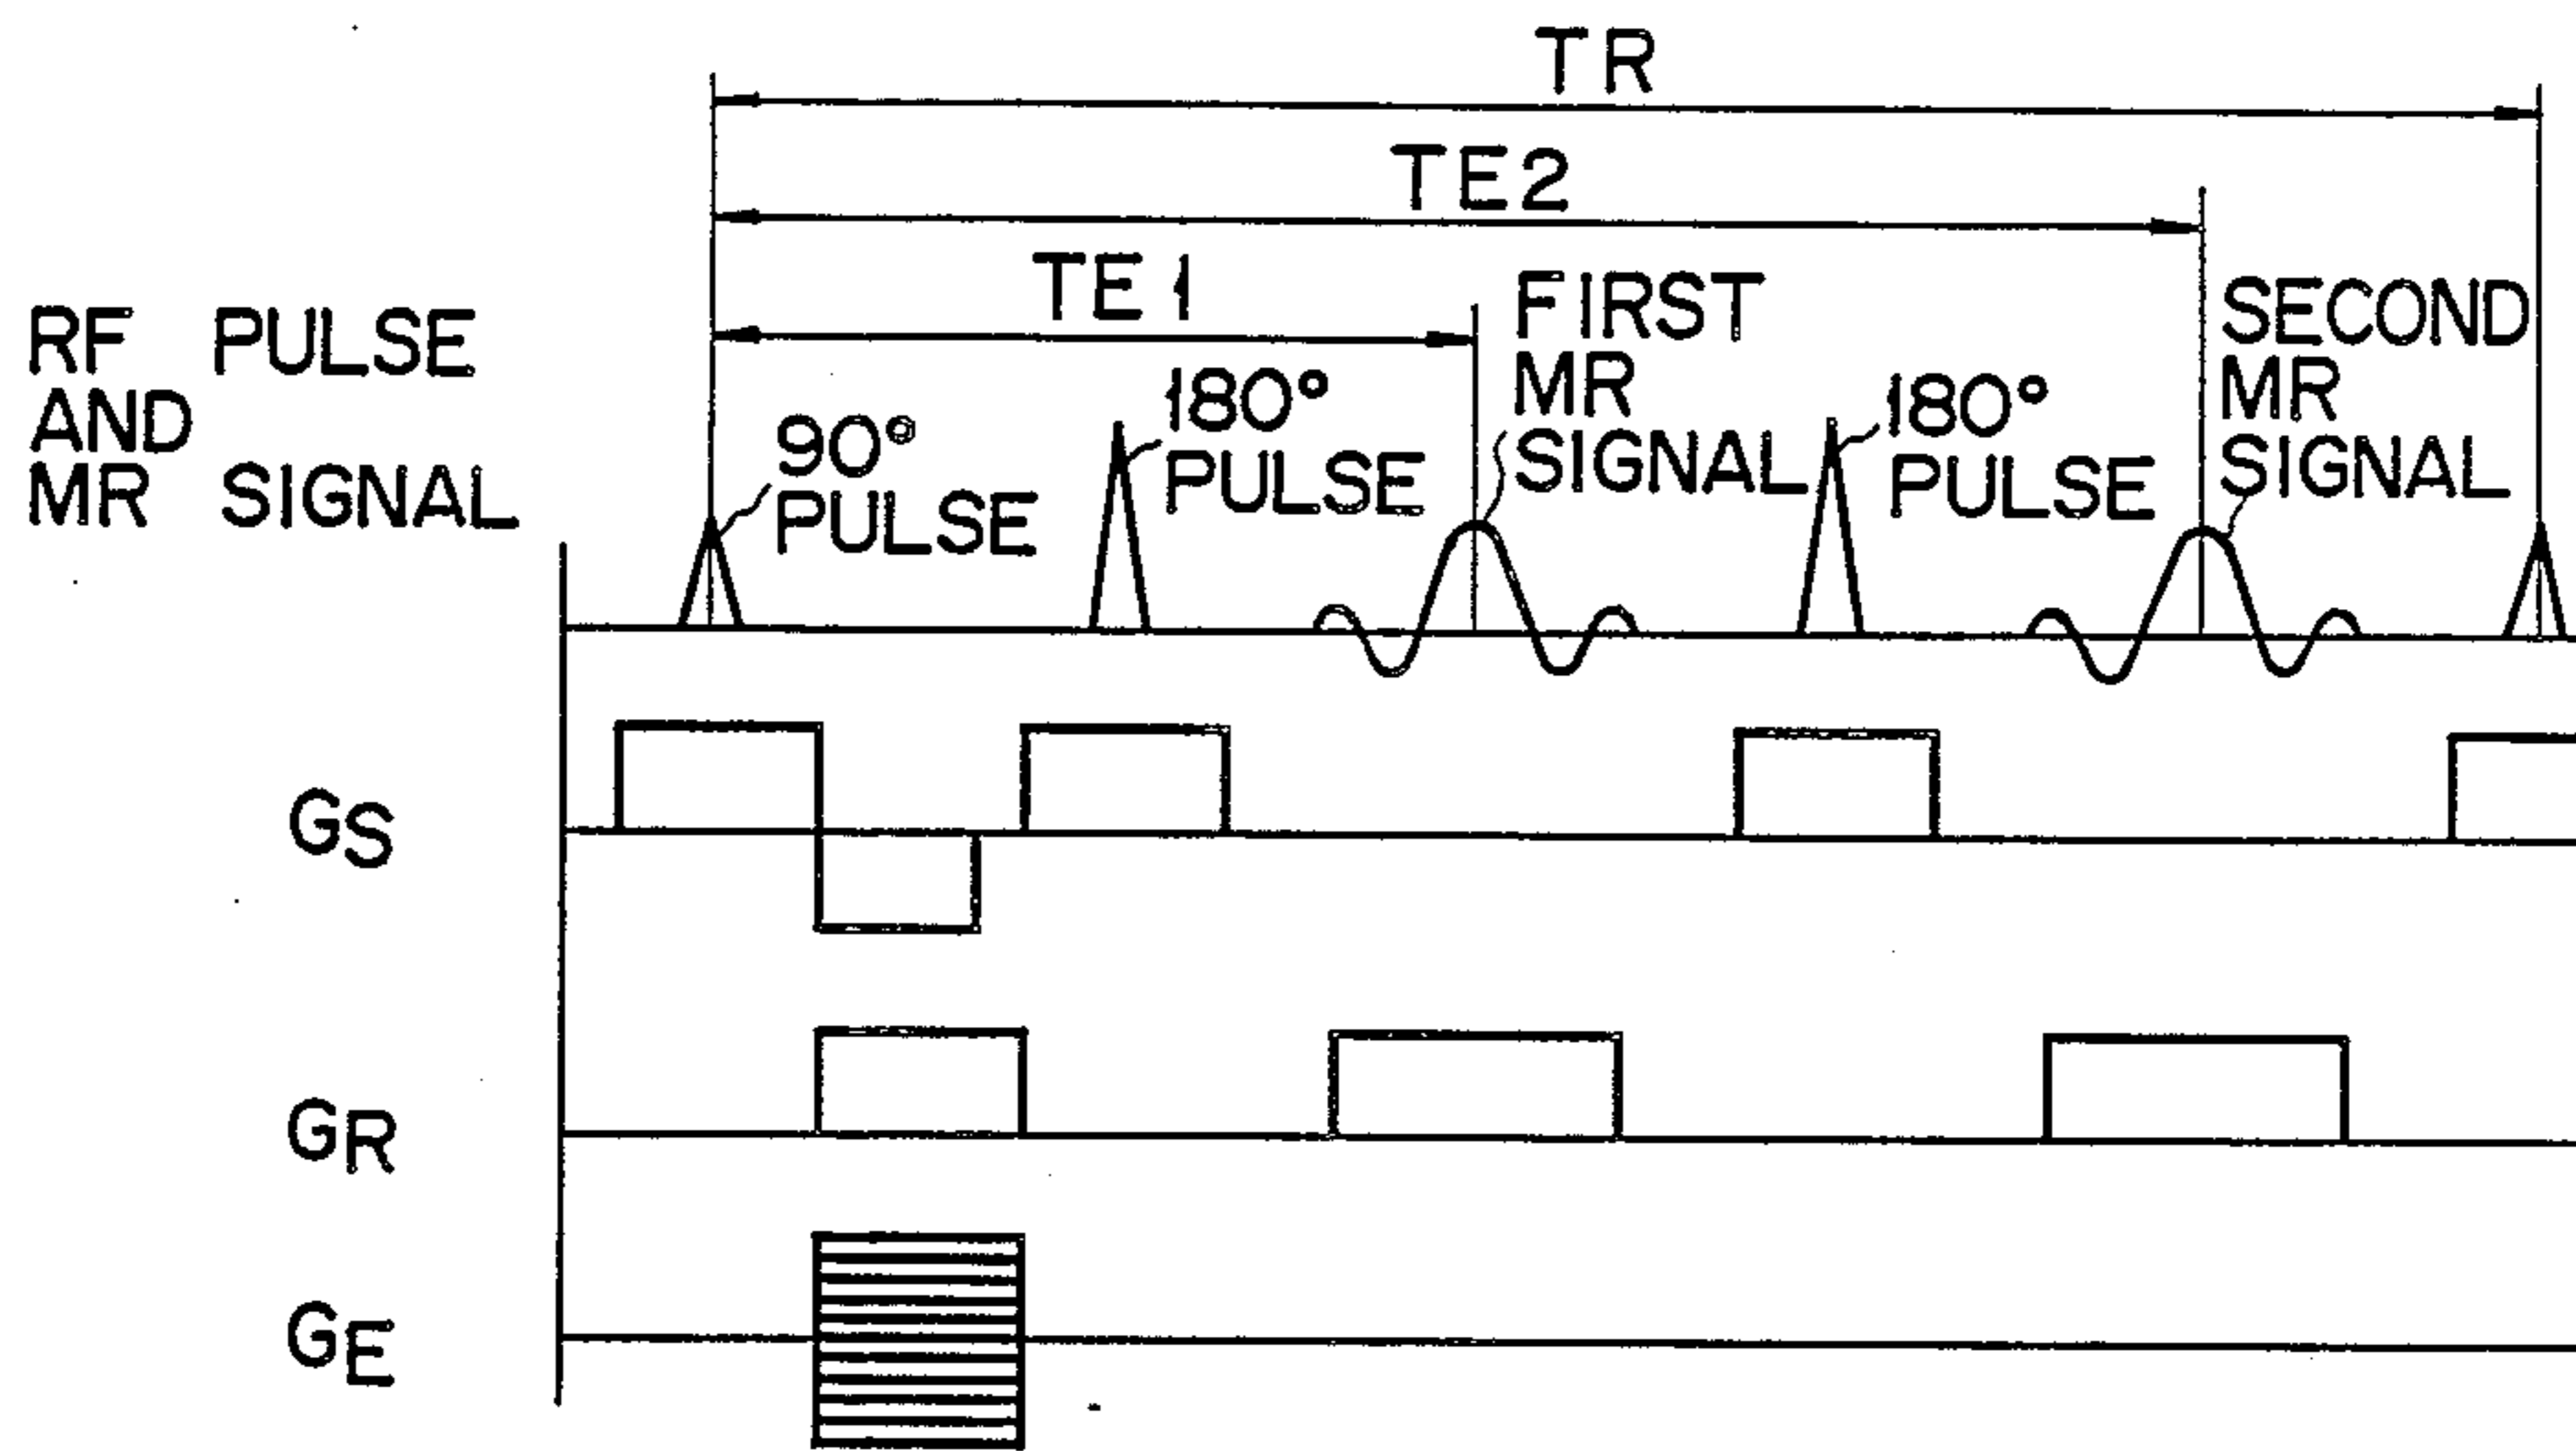 TR
TE2
TE1
RF PULSE
AND
MR SIGNAL
90°
PULSE
180°
PULSE
FIRST
MR
SIGNAL
180°
PULSE
SECOND
MR
SIGNAL
GS
GR
GE